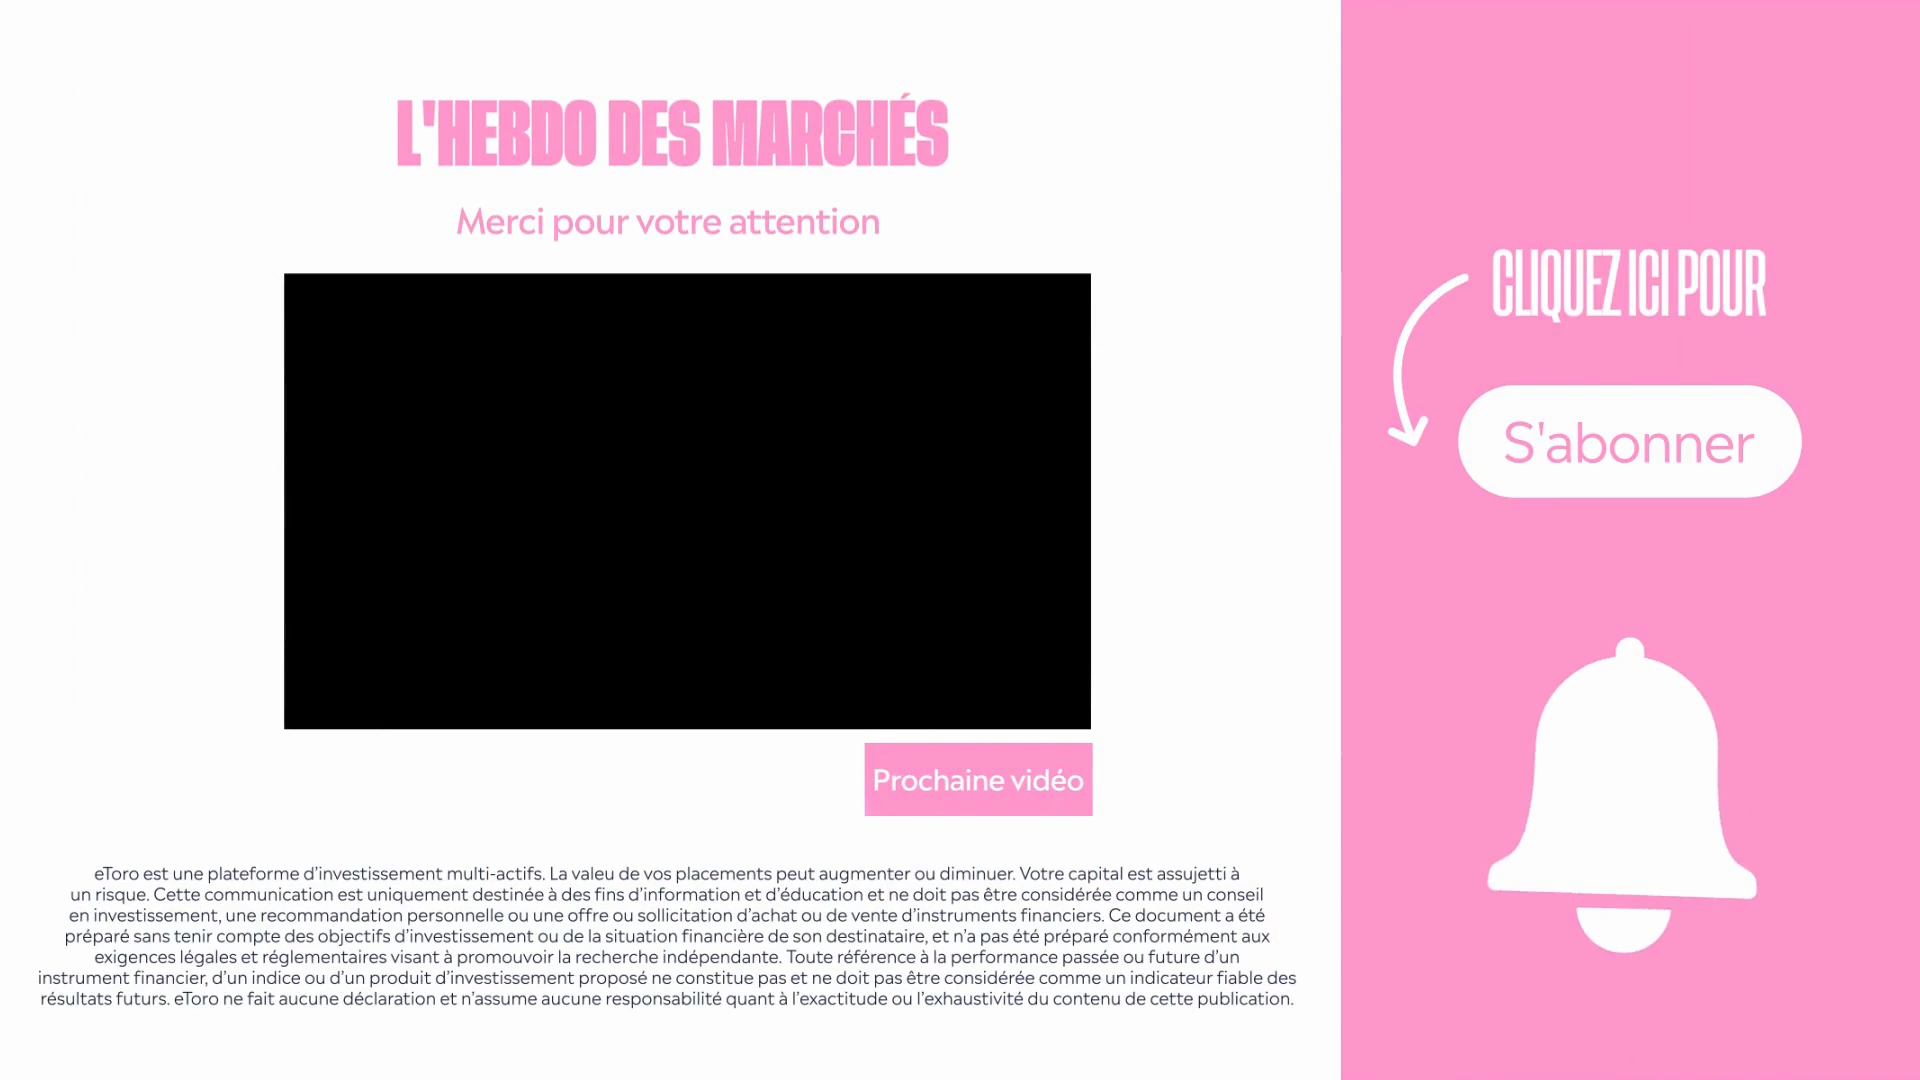 L'HEBDO DES MARCHÉS
Merci pour votre attention
CLIQUEZ ICI POUR
S'abonner
Prochaine vidéo
eToro est une plateforme d’investissement multi-actifs. La valeu de vos placements peut augmenter ou diminuer. Votre capital est assujetti à
un risque. Cette communication est uniquement destinée à des fins d’information et d’éducation et ne doit pas être considérée comme un conseil
en investissement, une recommandation personnelle ou une offre ou sollicitation d’achat ou de vente d’instruments financiers. Ce document a été
préparé sans tenir compte des objectifs d’investissement ou de la situation financière de son destinataire, et n’a pas été préparé conformément aux
exigences légales et réglementaires visant à promouvoir la recherche indépendante. Toute référence à la performance passée ou future d’un
instrument financier, d’un indice ou d’un produit d’investissement proposé ne constitue pas et ne doit pas être considérée comme un indicateur fiable des
résultats futurs. eToro ne fait aucune déclaration et n’assume aucune responsabilité quant à l’exactitude ou l’exhaustivité du contenu de cette publication.